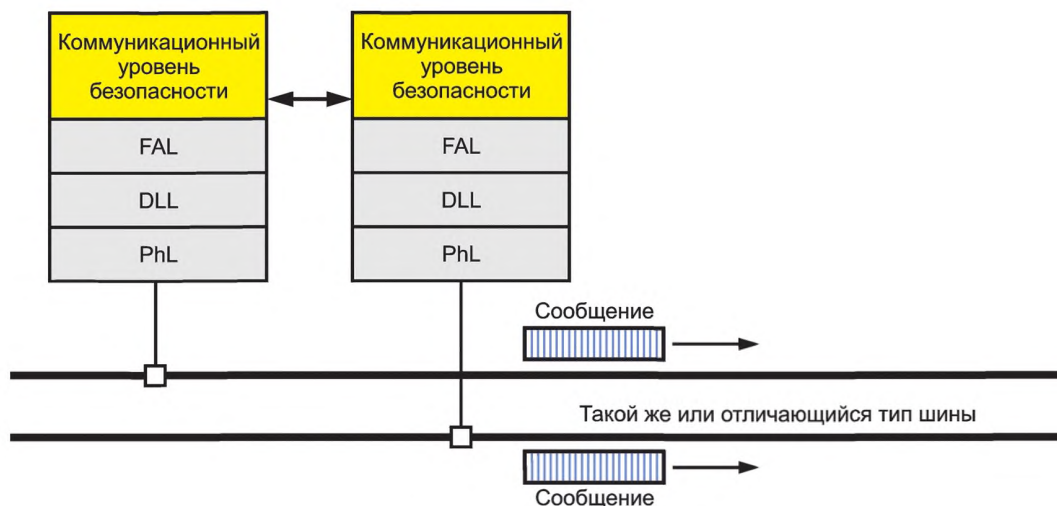 Коммуникационный
уровень
безопасности
FAL
DLL
PhL
Коммуникационный
уровень
безопасности
FAL
DLL
PhL
Сообщение
Такой же или отличающийся тип шины
Сообщение